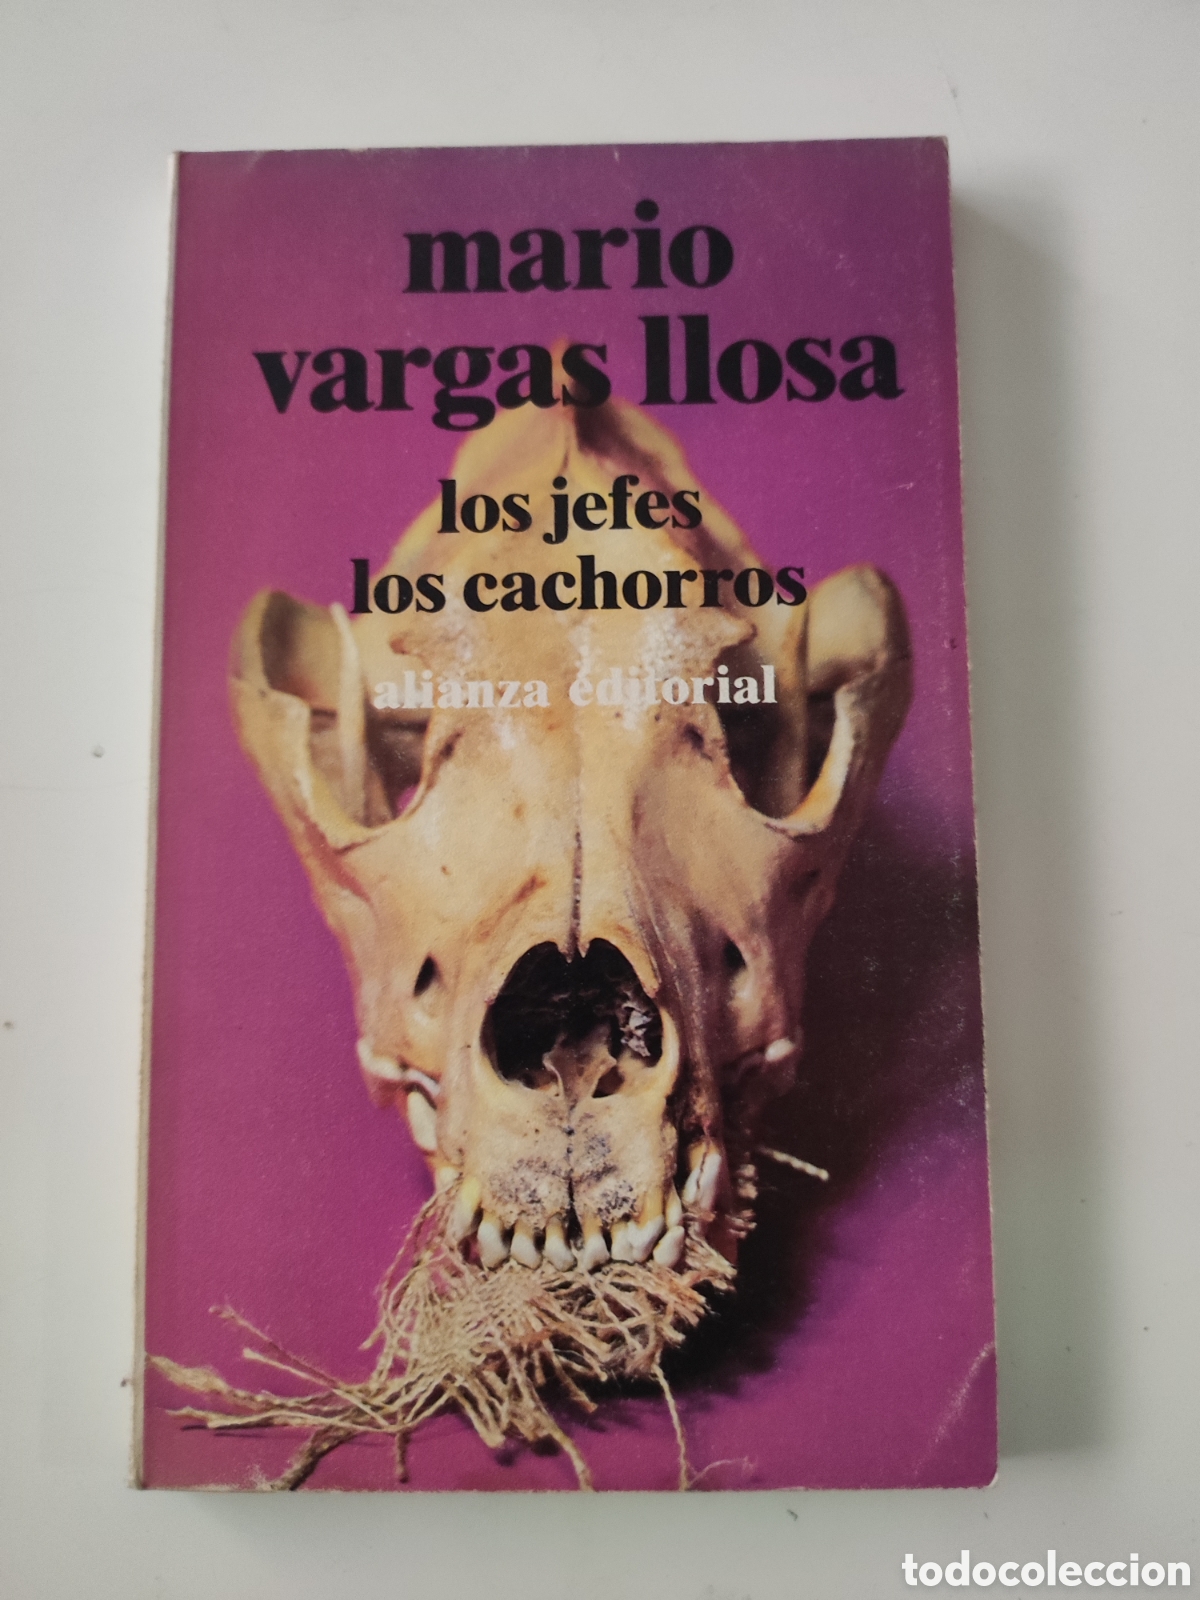 mario
vargas llosa
los jefes
los cachorros
alianza editorial
todocoleccion